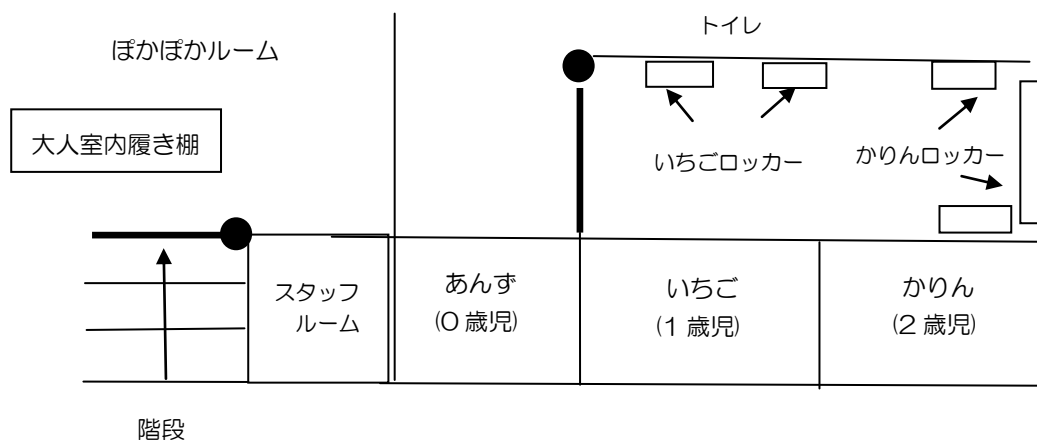 トイレ
ぽかぽかルーム
大人室内履き棚
いちごロッカー
かりんロッカー
スタッフ
ルーム
あんず
(0 歳児)
いちご
(1 歳児)
かりん
(2 歳児)
階段